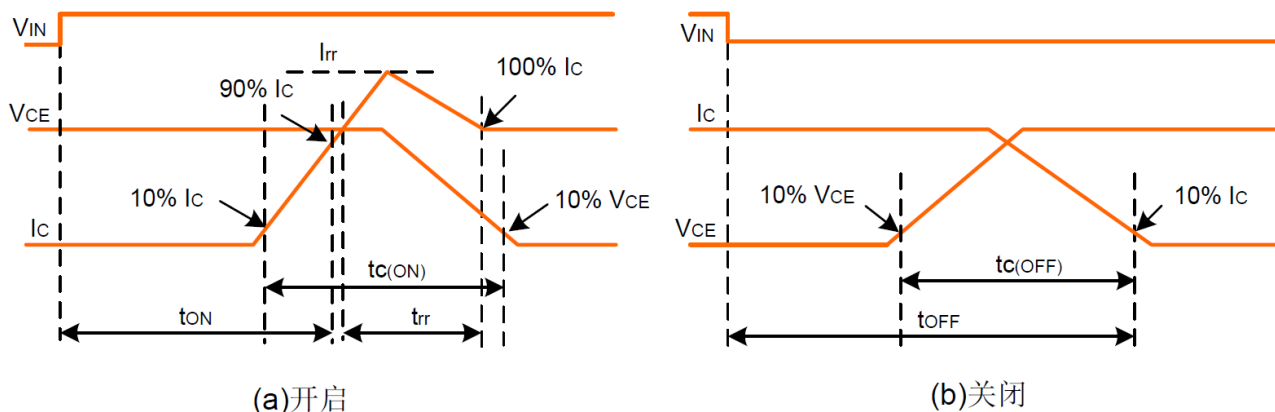 VIN
Irr
90% IC
100% IC
VCE
10% IC
10% VCE
IC
tC(ON)
tON
trr
(a)开启
VIN
IC
10% VCE
10% IC
VCE
tC(OFF)
tOFF
(b)关闭